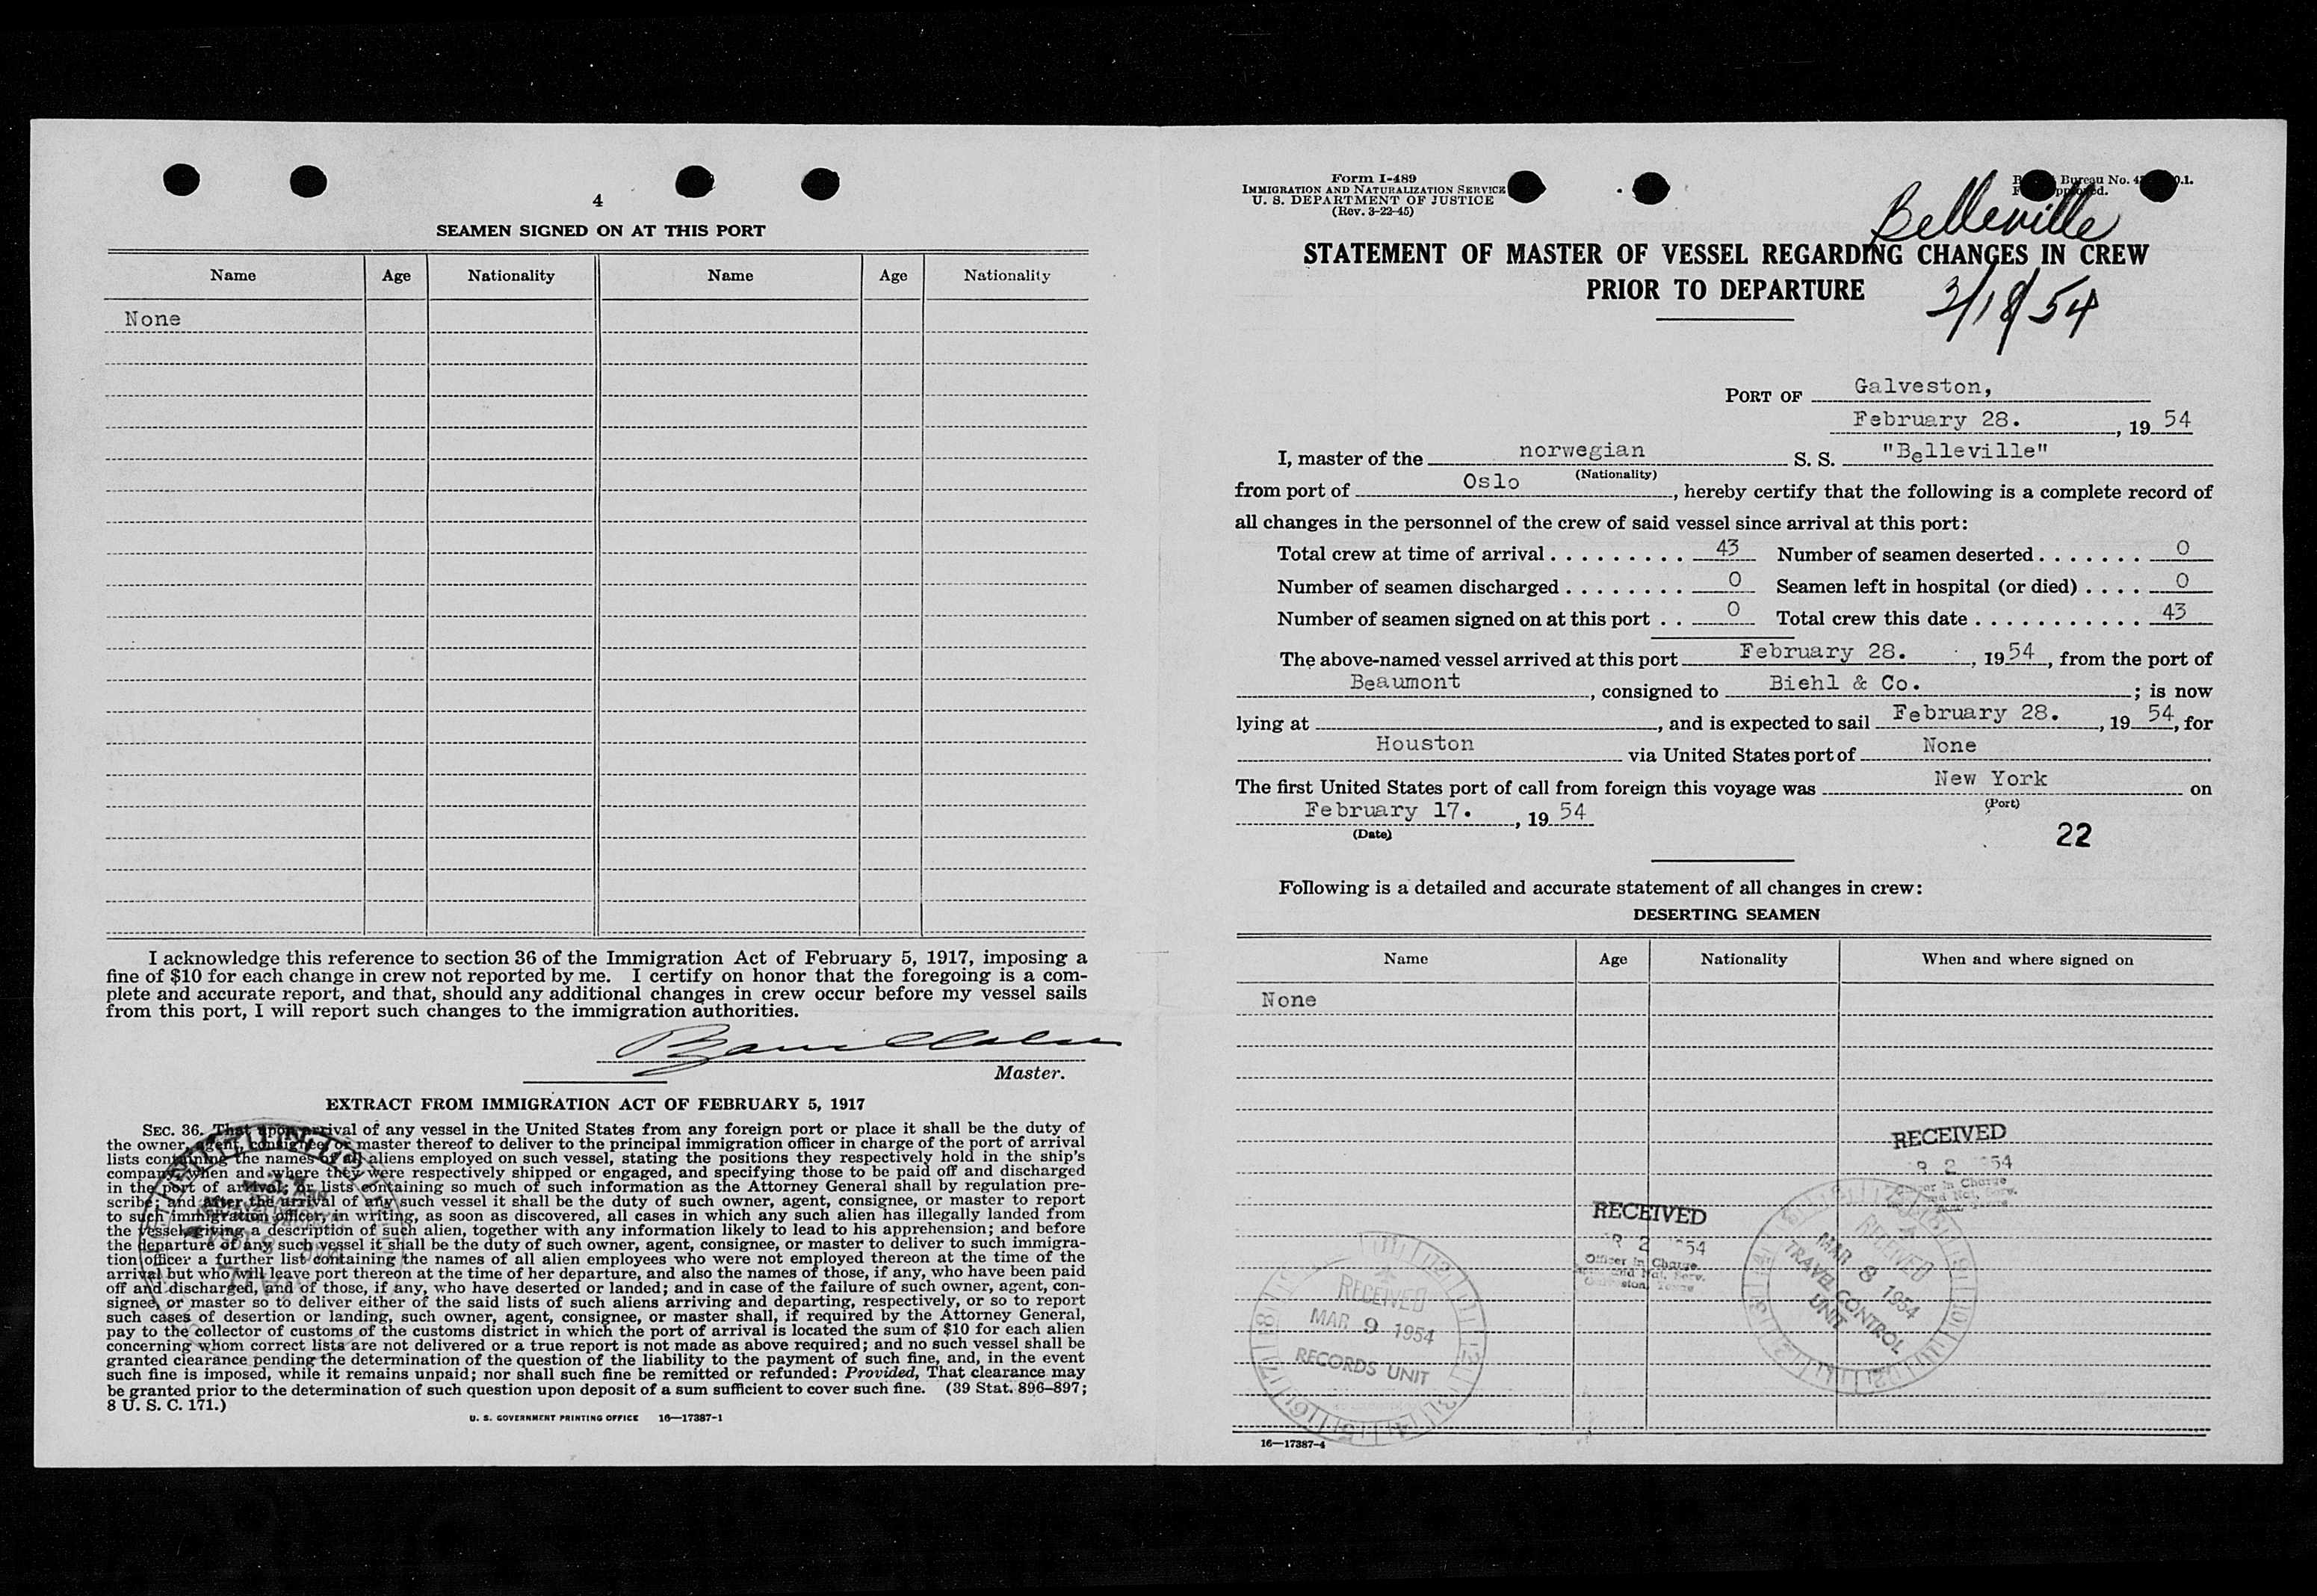 4
SEAMEN SIGNED ON AT THIS PORT
Name Age Nationality Name Age Nationality
None
I acknowledge this reference to section 36 of the Immigration Act of February 5, 1917, imposing a
fine of $10 for each change in crew not reported by me. I certify on honor that the foregoing is a com-
plete and accurate report, and that, should any additional changes in crew occur before my vessel sails
from this port, I will report such changes to the immigration authorities.
Master.
EXTRACT FROM IMMIGRATION ACT OF FEBRUARY 5, 1917
SEC. 36. That upon arrival of any vessel in the United States from any foreign port or place it shall be the duty of
the owner, agent, consignee, or master thereof to deliver to the principal immigration officer in charge of the port of arrival
lists containing the names of all aliens employed on such vessel, stating the positions they respectively hold in the ship's
company, when and where they were respectively shipped or engaged, and specifying those to be paid off and discharged
in the port of arrival; or lists containing so much of such information as the Attorney General shall by regulation pre-
scribe; and after the arrival of any such vessel it shall be the duty of such owner, agent, consignee, or master to report
to such immigration officer, in writing, as soon as discovered, all cases in which any such alien has illegally landed from
the vessel, giving a description of such alien, together with any information likely to lead to his apprehension; and before
the departure of any such vessel it shall be the duty of such owner, agent, consignee, or master to deliver to such immigra-
tion officer a further list containing the names of all alien employees who were not employed thereon at the time of the
arrival but who will leave port thereon at the time of her departure, and also the names of those, if any, who have been paid
off and discharged, and of those, if any, who have deserted or landed; and in case of the failure of such owner, agent, con-
signee, or master so to deliver either of the said lists of such aliens arriving and departing, respectively, or so to report
such cases of desertion or landing, such owner, agent, consignee, or master shall, if required by the Attorney General,
pay to the collector of customs of the customs district in which the port of arrival is located the sum of $10 for each alien
concerning whom correct lists are not delivered or a true report is not made as above required; and no such vessel shall be
granted clearance pending the determination of the question of the liability to the payment of such fine, and, in the event
such fine is imposed, while it remains unpaid; nor shall such fine be remitted or refunded: Provided, That clearance may
be granted prior to the determination of such question upon deposit of a sum sufficient to cover such fine. (39 Stat. 896–897;
8 U. S. C. 171.)
U. S. GOVERNMENT PRINTING OFFICE 16—17387-1
Form I-489
IMMIGRATION AND NATURALIZATION SERVICE
U. S. DEPARTMENT OF JUSTICE
(Rev. 3-22-45)
Bureau No.
Belleville
STATEMENT OF MASTER OF VESSEL REGARDING CHANGES IN CREW
PRIOR TO DEPARTURE
3/18/54
PORT OF Galveston,
February 28. , 19 54
I, master of the norwegian S. S. "Belleville"
(Nationality)
from port of Oslo , hereby certify that the following is a complete record of
all changes in the personnel of the crew of said vessel since arrival at this port:
Total crew at time of arrival . . . . . . . . . 43 Number of seamen deserted . . . . . . . 0
Number of seamen discharged . . . . . . . . 0 Seamen left in hospital (or died) . . . . 0
Number of seamen signed on at this port . . 0 Total crew this date . . . . . . . . . . . 43
The above-named vessel arrived at this port February 28. , 19 54 , from the port of
Beaumont , consigned to Biehl & Co. ; is now
lying at , and is expected to sail February 28. , 19 54 , for
Houston via United States port of None
The first United States port of call from foreign this voyage was New York on
(Port)
February 17. , 19 54
(Date)
22
Following is a detailed and accurate statement of all changes in crew:
DESERTING SEAMEN
Name Age Nationality When and where signed on
None
RECEIVED
2 1954
RECEIVED
2 1954
Officer in Charge
RECEIVED
MAR 8 1954
TRAVEL CONTROL
UNIT
RECEIVED
MAR 9 1954
RECORDS UNIT
16—17387-4